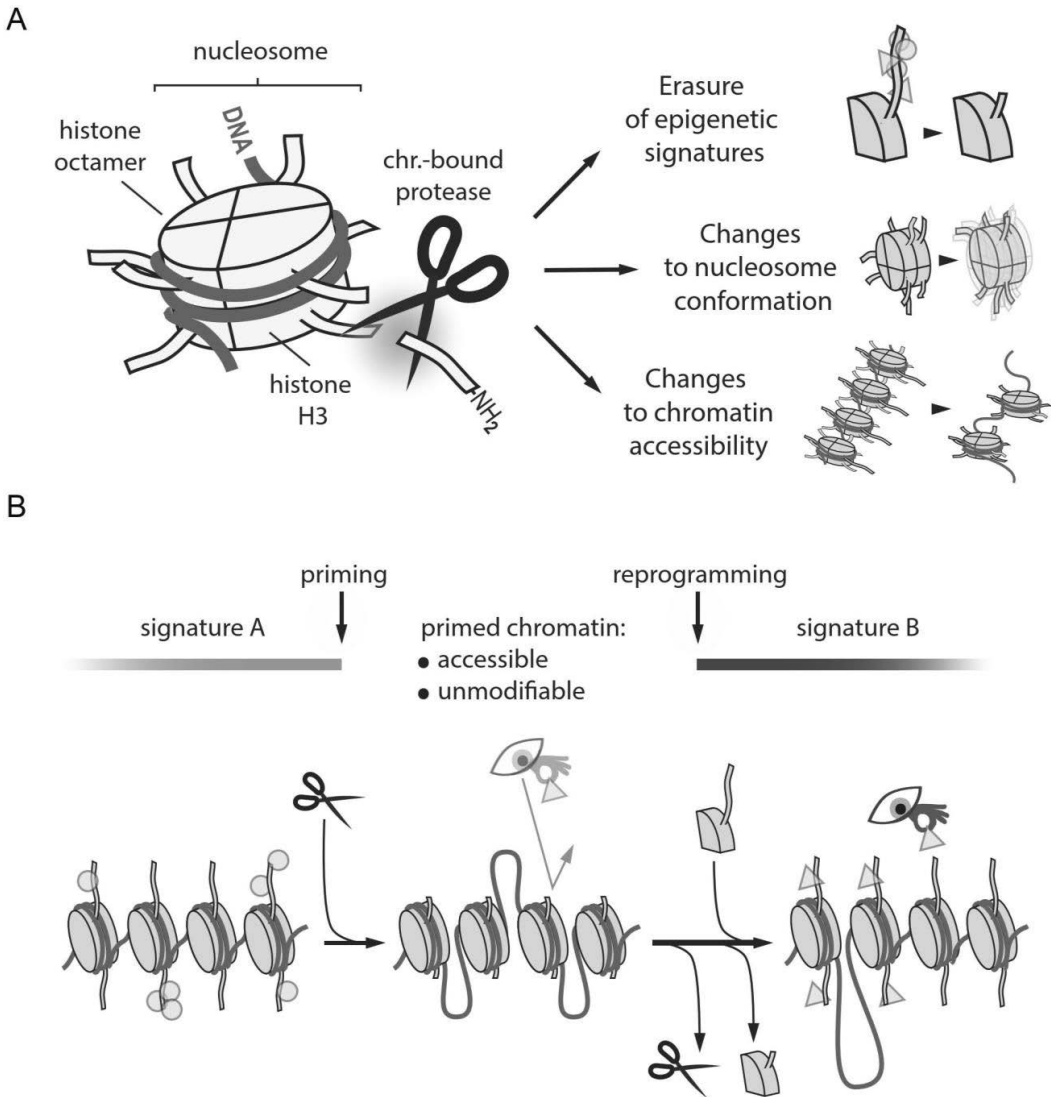 A
nucleosome
DNA
histone
octamer
chr.-bound
protease
histone
H3
-NH2
Erasure
of epigenetic
signatures
Changes
to nucleosome
conformation
Changes
to chromatin
accessibility
B
priming
reprogramming
signature A
primed chromatin:
• accessible
• unmodifiable
signature B